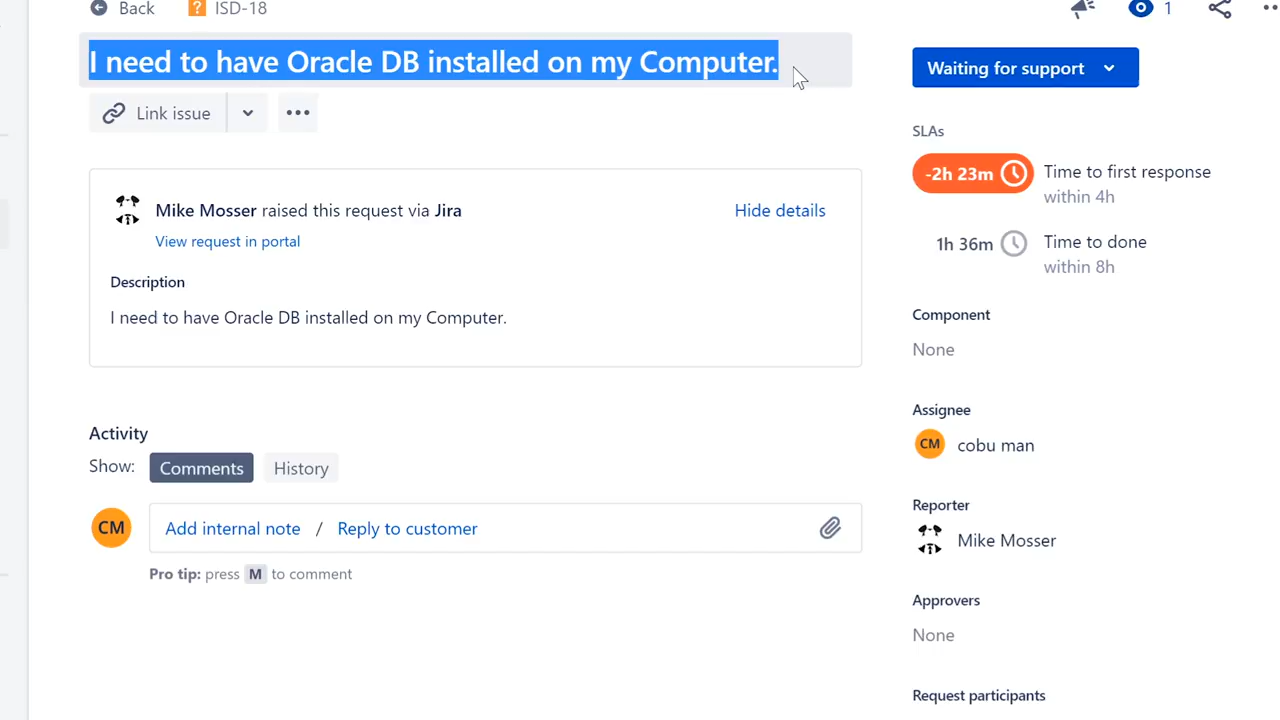 Back ISD-18 1
I need to have Oracle DB installed on my Computer.
Link issue
Mike Mosser raised this request via Jira Hide details
View request in portal
Description
I need to have Oracle DB installed on my Computer.
Activity
Show: Comments History
CM Add internal note / Reply to customer
Pro tip: press M to comment
Waiting for support
SLAs
-2h 23m Time to first response
within 4h
1h 36m Time to done
within 8h
Component
None
Assignee
CM cobu man
Reporter
Mike Mosser
Approvers
None
Request participants